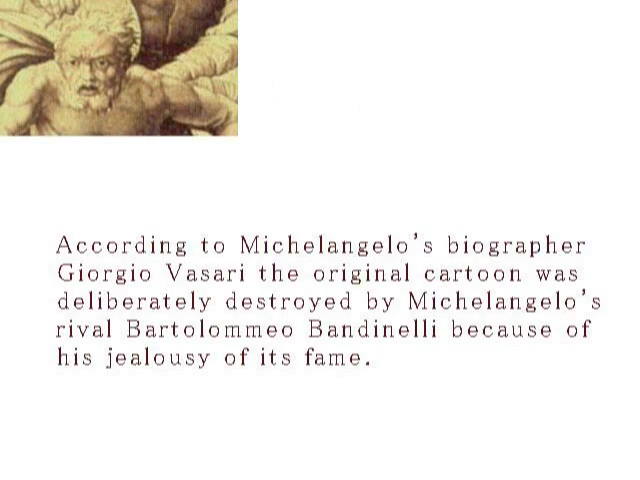 According to Michelangelo's biographer
Giorgio Vasari the original cartoon was
deliberately destroyed by Michelangelo's
rival Bartolommeo Bandinelli because of
his jealousy of its fame.